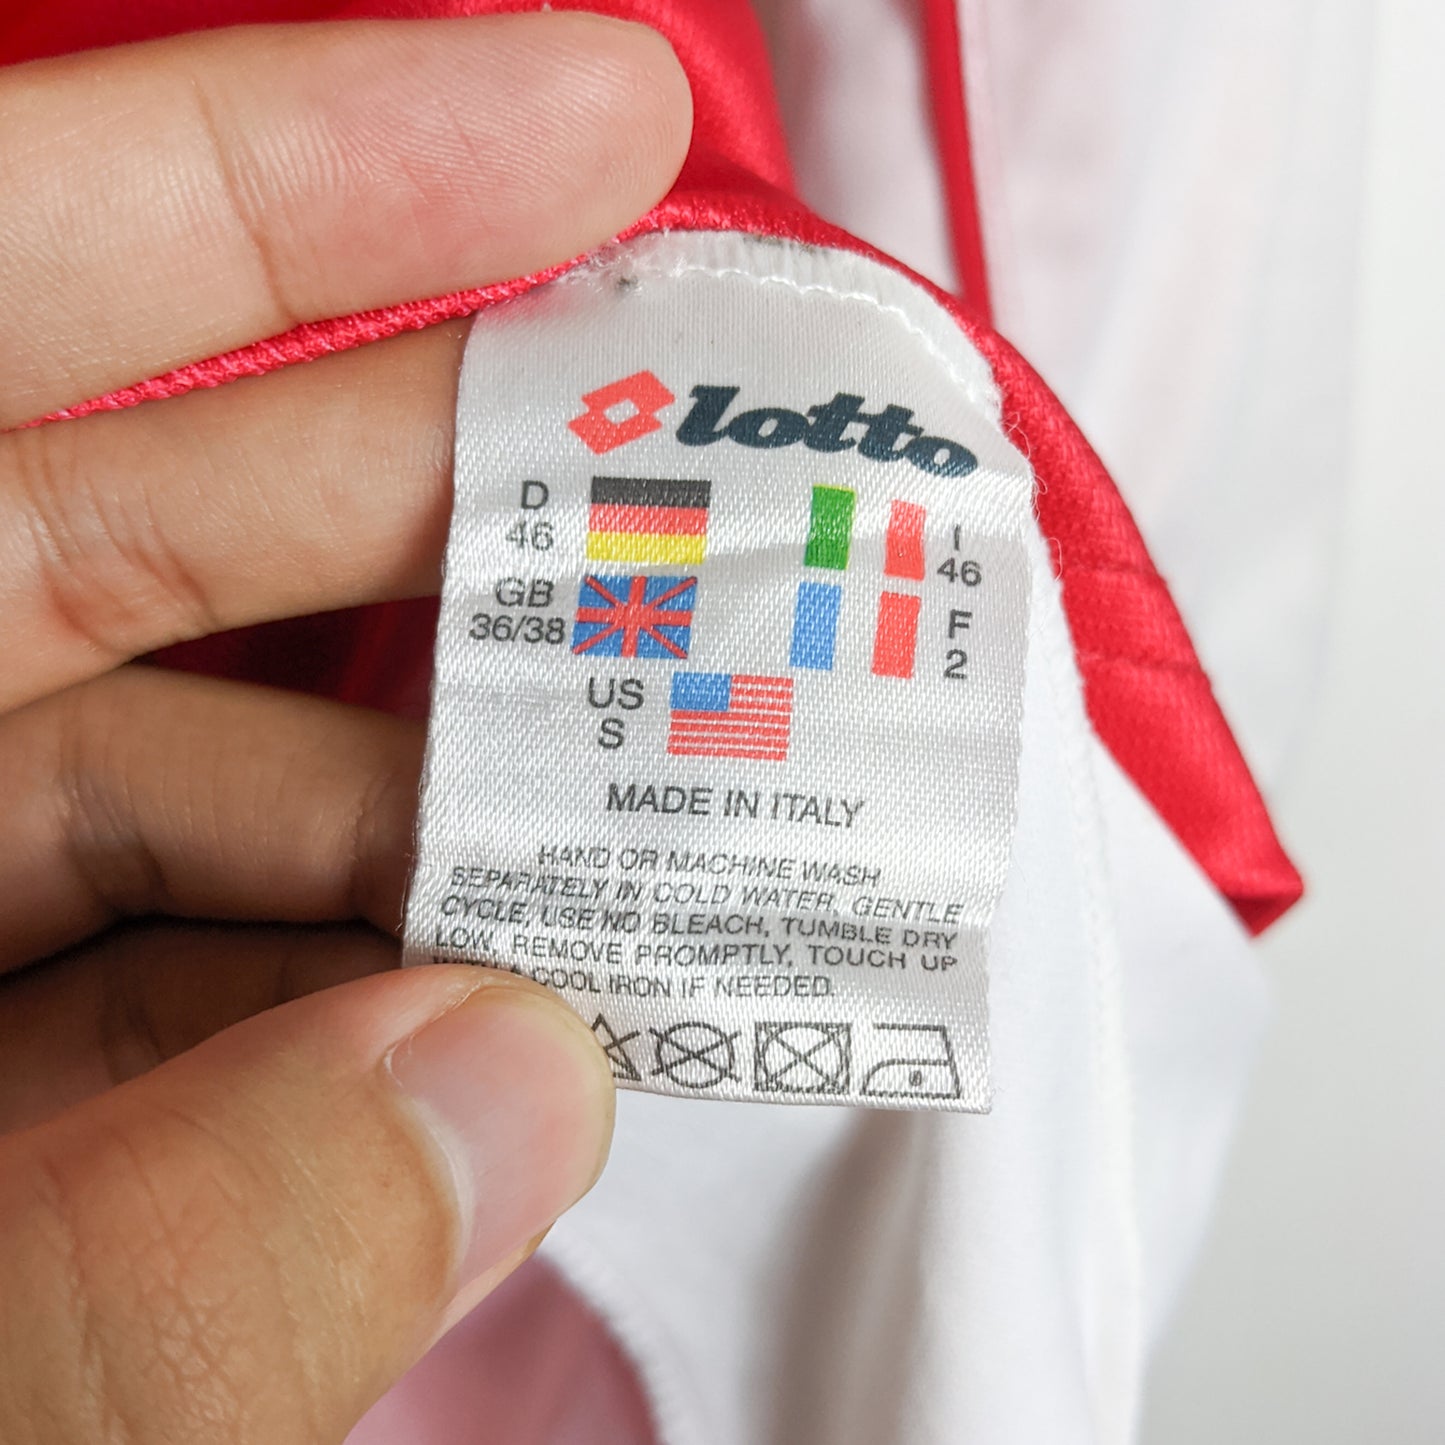 lotto
D
46
I
46
GB
36/38
F
2
US
S
MADE IN ITALY
HAND OR MACHINE WASH
SEPARATELY IN COLD WATER, GENTLE
CYCLE, USE NO BLEACH, TUMBLE DRY
LOW, REMOVE PROMPTLY, TOUCH UP
WITH A COOL IRON IF NEEDED.